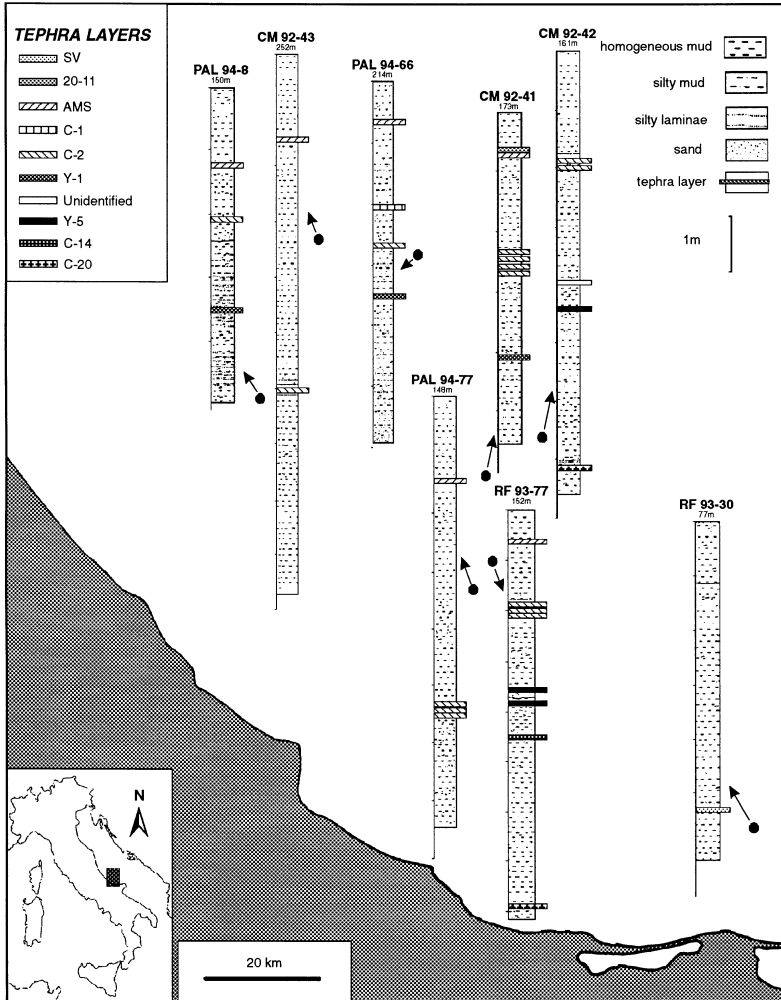 TEPHRA LAYERS
SV
20-11
AMS
C-1
C-2
Y-1
Unidentified
Y-5
C-14
C-20
PAL 94-8
150m
CM 92-43
252m
PAL 94-66
214m
CM 92-41
173m
CM 92-42
161m
homogeneous mud
silty mud
silty laminae
sand
tephra layer
1m
PAL 94-77
148m
RF 93-77
152m
RF 93-30
77m
N
20 km